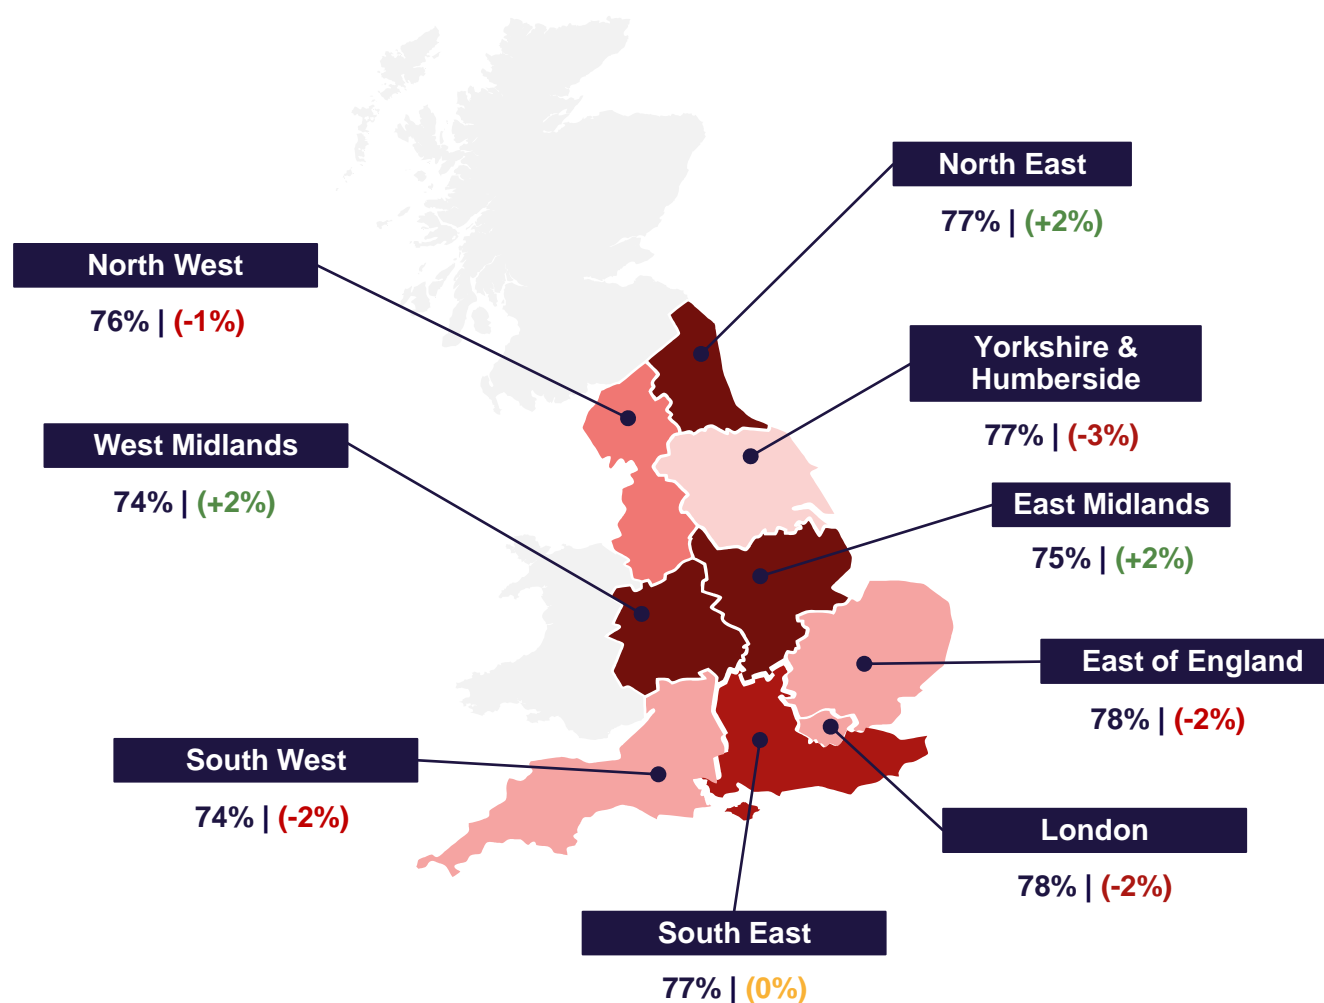 North East
77% | (+2%)
North West
76% | (-1%)
Yorkshire &
Humberside
77% | (-3%)
West Midlands
74% | (+2%)
East Midlands
75% | (+2%)
East of England
78% | (-2%)
South West
74% | (-2%)
London
78% | (-2%)
South East
77% | (0%)